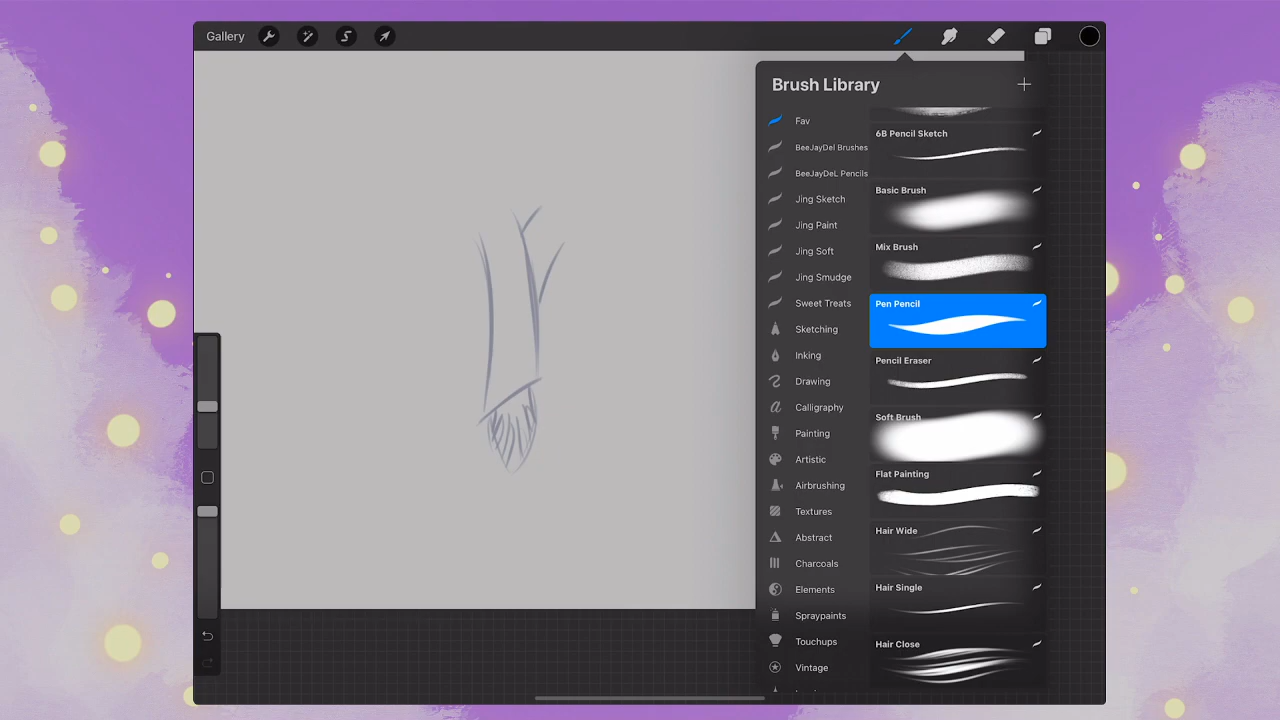 Gallery
Brush Library
Fav
BeeJayDel Brushes
BeeJayDeL Pencils
Jing Sketch
Jing Paint
Jing Soft
Jing Smudge
Sweet Treats
Sketching
Inking
Drawing
Calligraphy
Painting
Artistic
Airbrushing
Textures
Abstract
Charcoals
Elements
Spraypaints
Touchups
Vintage
6B Pencil Sketch
Basic Brush
Mix Brush
Pen Pencil
Pencil Eraser
Soft Brush
Flat Painting
Hair Wide
Hair Single
Hair Close